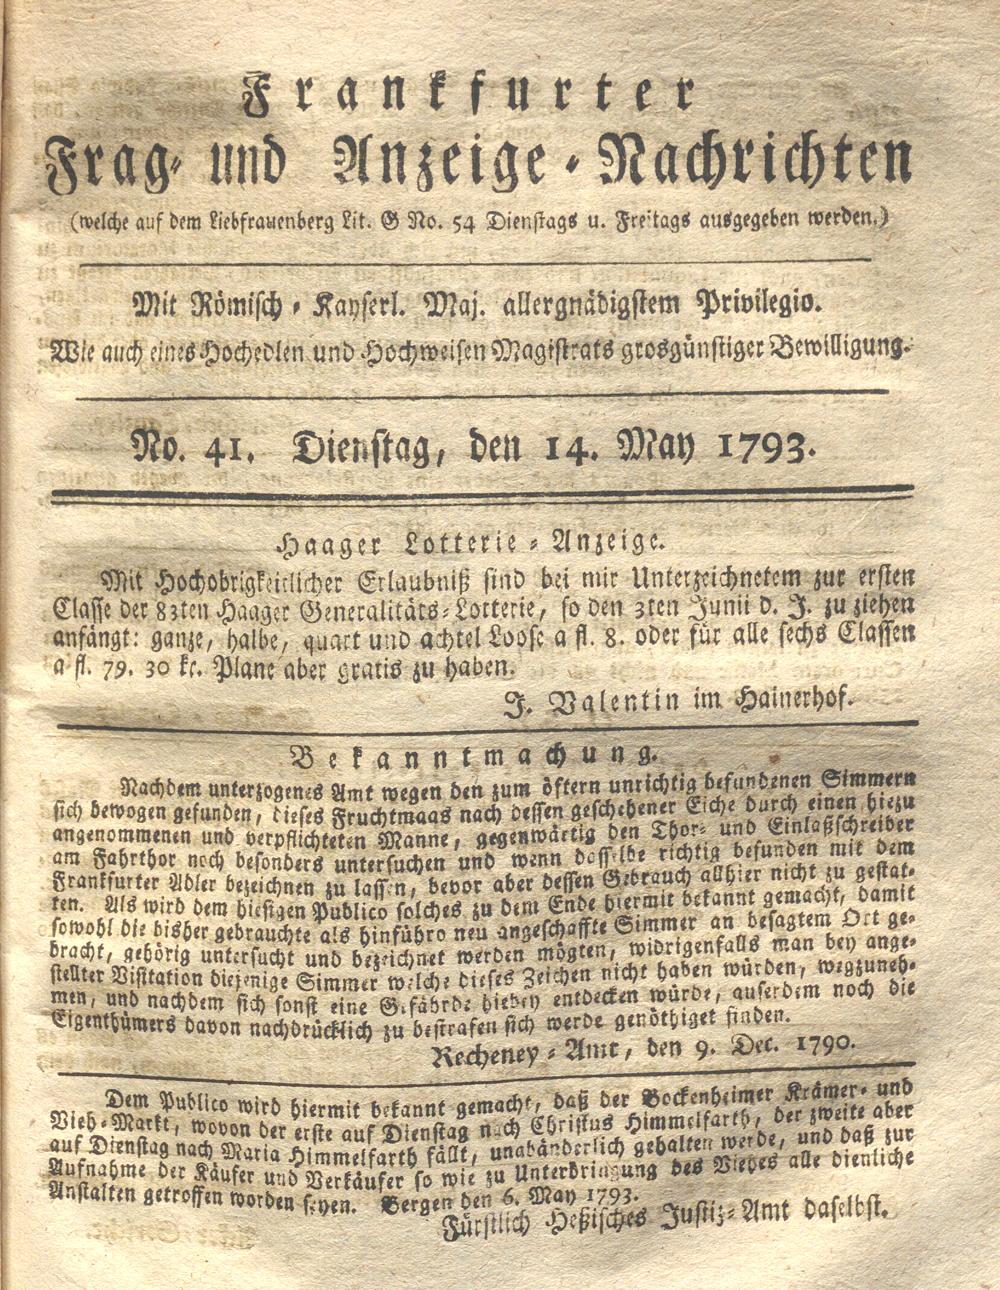 Frankfurter
Frag- und Anzeige-Nachrichten
(welche auf dem Liebfrauenberg Lit. G No. 54 Dienstags u. Freitags ausgegeben werden.)
Mit Römisch-Kayserl. Maj. allergnädigstem Privilegio.
Wie auch eines Hochedlen und Hochweisen Magistrats grosgünstiger Bewilligung.
No. 41. Dienstag, den 14. May 1793.
Haager Lotterie-Anzeige.
Mit Hochobrigkeitlicher Erlaubniß sind bei mir Unterzeichnetem zur ersten
Classe der 83ten Haager Generalitäts-Lotterie, so den 3ten Junii d. J. zu ziehen
anfängt: ganze, halbe, quart und achtel Loose a fl. 8. oder für alle sechs Classen
a fl. 79. 30 kr. Plane aber gratis zu haben.
J. Valentin im Hainerhof.
Bekanntmachung.
Nachdem unterzogenes Amt wegen den zum öftern unrichtig befundenen Simmern
sich bewogen gefunden, dieses Fruchtmaas nach dessen geschehener Eiche durch einen hiezu
angenommenen und verpflichteten Manne, gegenwärtig den Thor- und Einlaßschreiber
am Fahrthor noch besonders untersuchen und wenn dasselbe richtig befunden mit dem
Frankfurter Adler bezeichnen zu lassen, bevor aber dessen Gebrauch allhier nicht zu gestat-
ten. Als wird dem hiesigen Publico solches zu dem Ende hiermit bekannt gemacht, damit
sowohl die bisher gebrauchte als hinführo neu angeschaffte Simmer an besagtem Ort ge-
bracht, gehörig untersucht und bezeichnet werden mögten, widrigenfalls man bey ange-
stellter Visitation diejenige Simmer welche dieses Zeichen nicht haben würden, wegzuneh-
men, und nachdem sich sonst eine Gefährde hiebey entdecken würde, auserdem noch die
Eigenthümers davon nachdrücklich zu bestrafen sich werde genöthiget finden.
Recheney-Amt, den 9. Dec. 1790.
Dem Publico wird hiermit bekannt gemacht, daß der Bockenheimer Krämer- und
Vieh-Markt, wovon der erste auf Dienstag nach Christus Himmelfarth, der zweite aber
auf Dienstag nach Maria Himmelfarth fällt, unabänderlich gehalten werde, und daß zur
Aufnahme der Käufer und Verkäufer so wie zu Unterbringung des Viehes alle dienliche
Anstalten getroffen worden seyen. Bergen den 6. May 1793.
Fürstlich Heßisches Justiz-Amt daselbst.